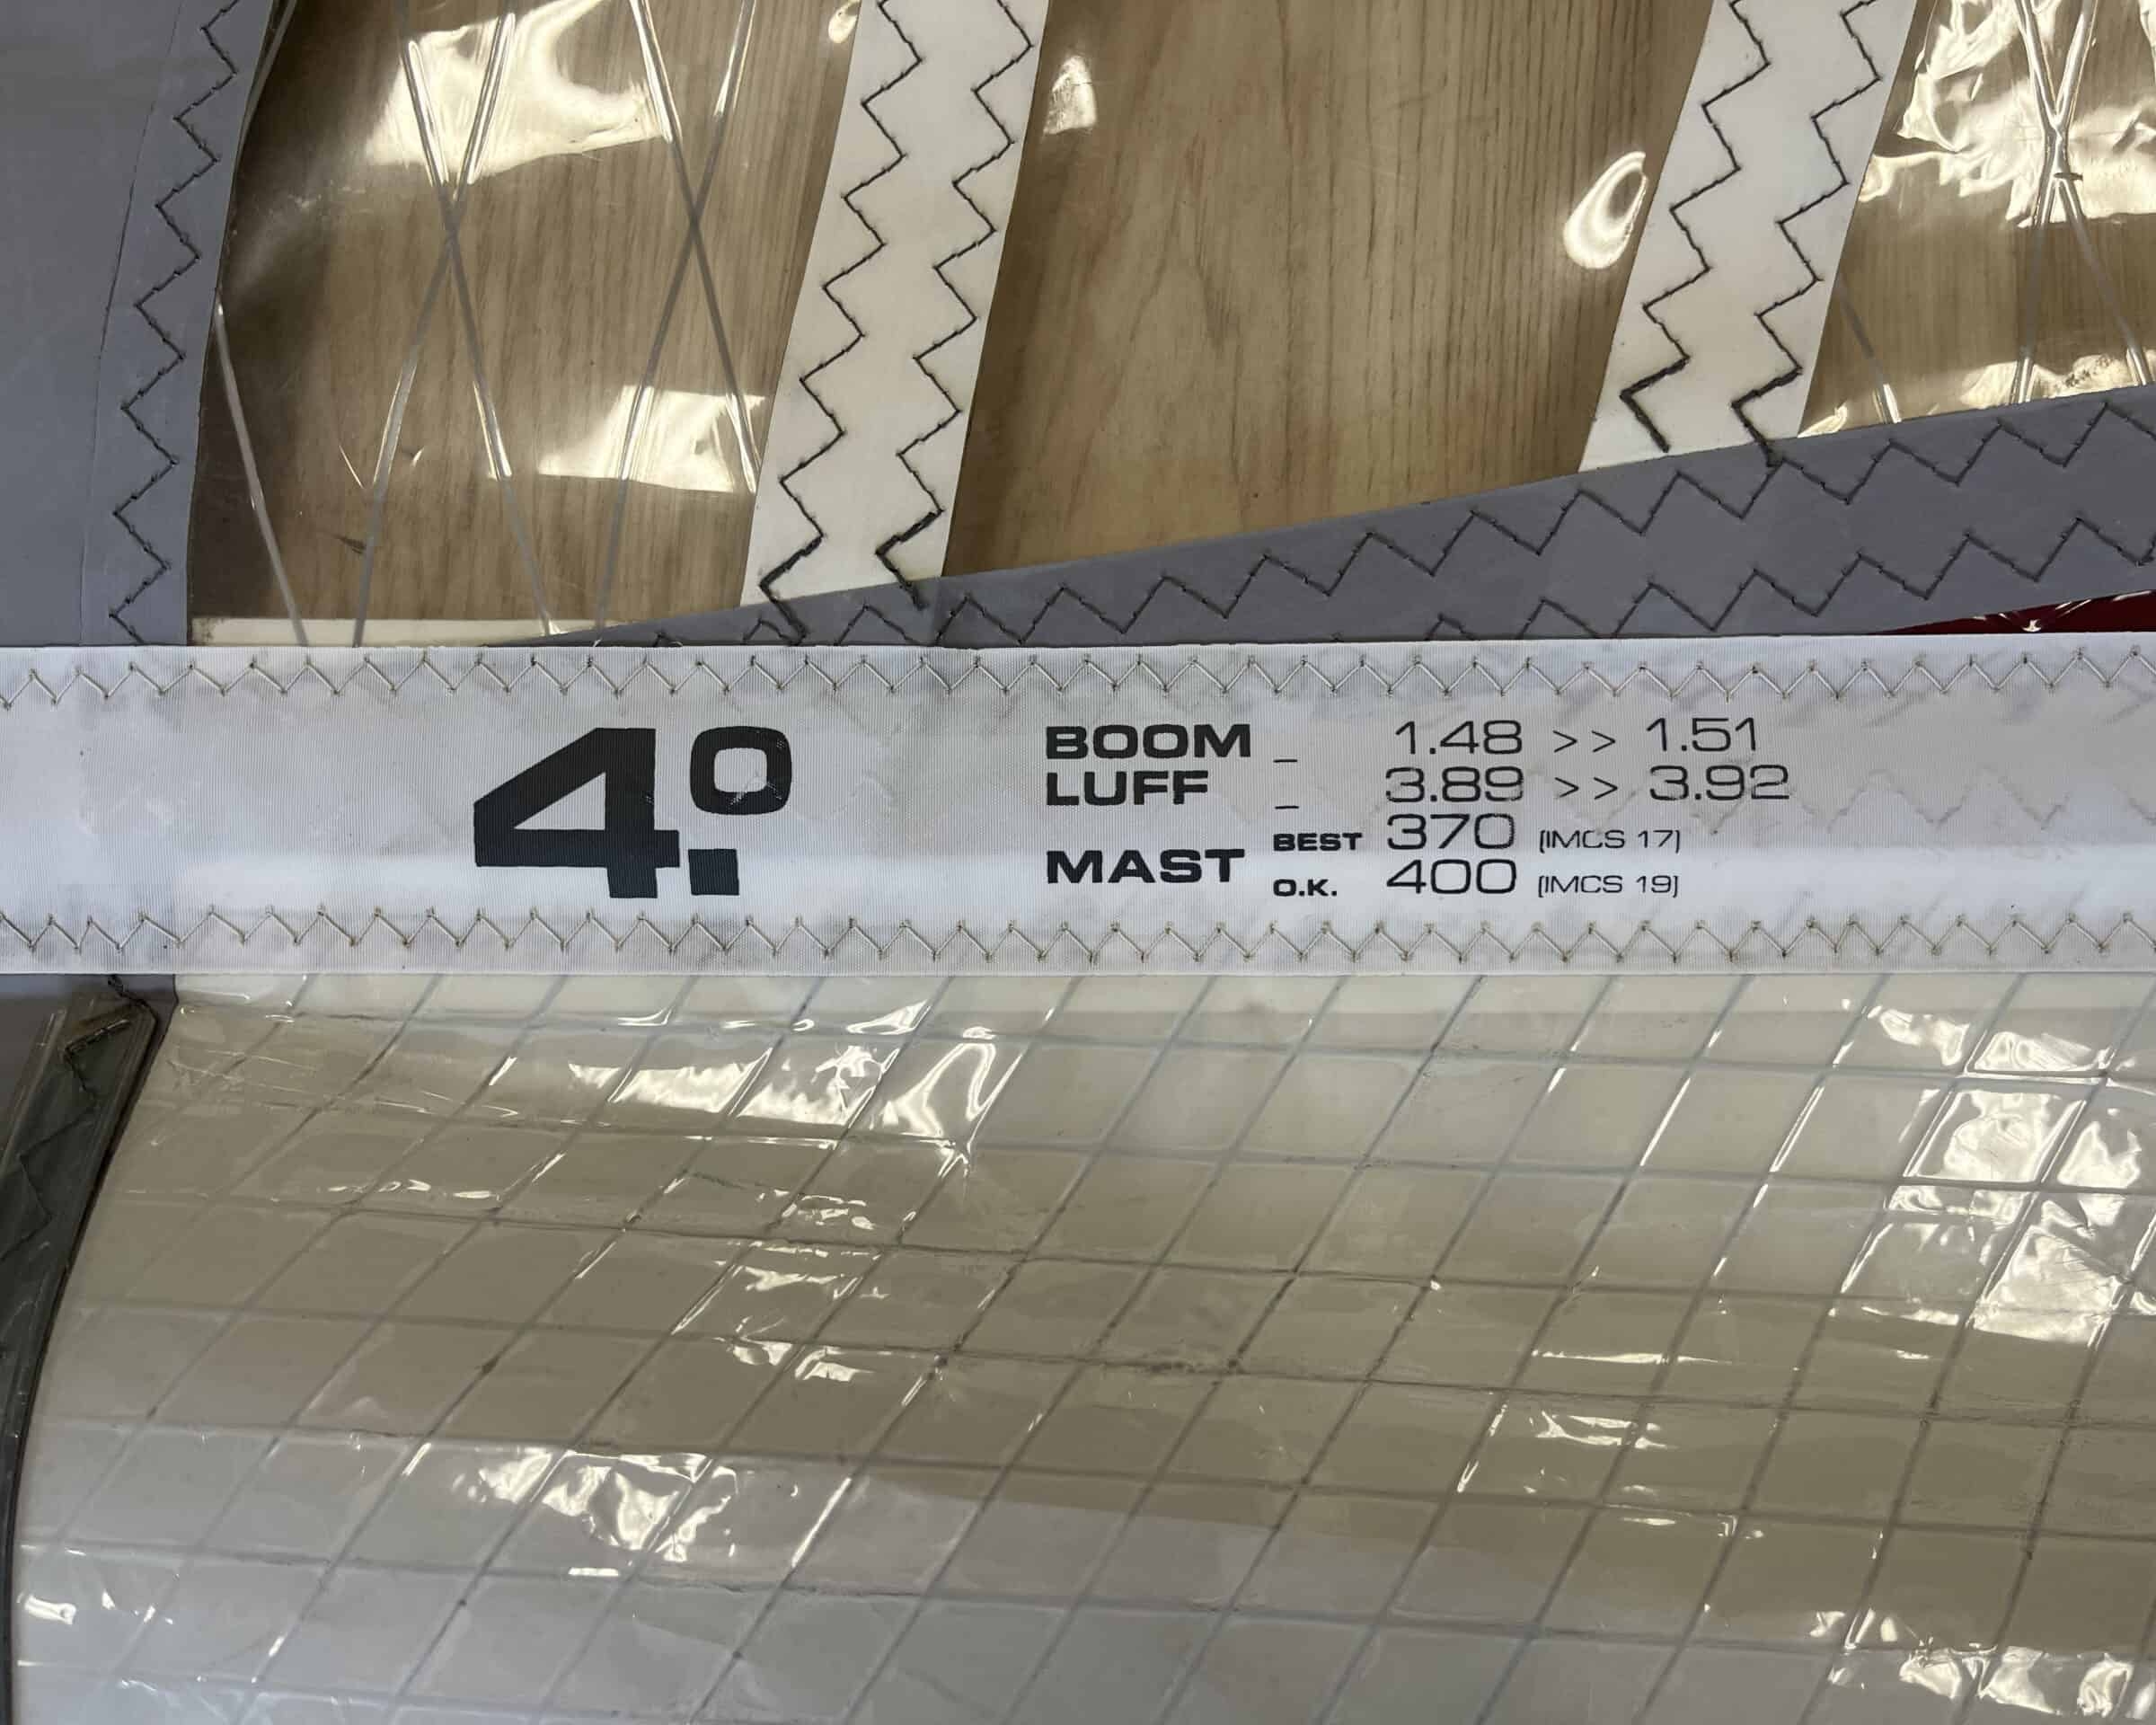 4.0
BOOM _ 1.48 >> 1.51
LUFF _ 3.89 >> 3.92
MAST BEST 370 (IMCS 17)
O.K. 400 (IMCS 19)